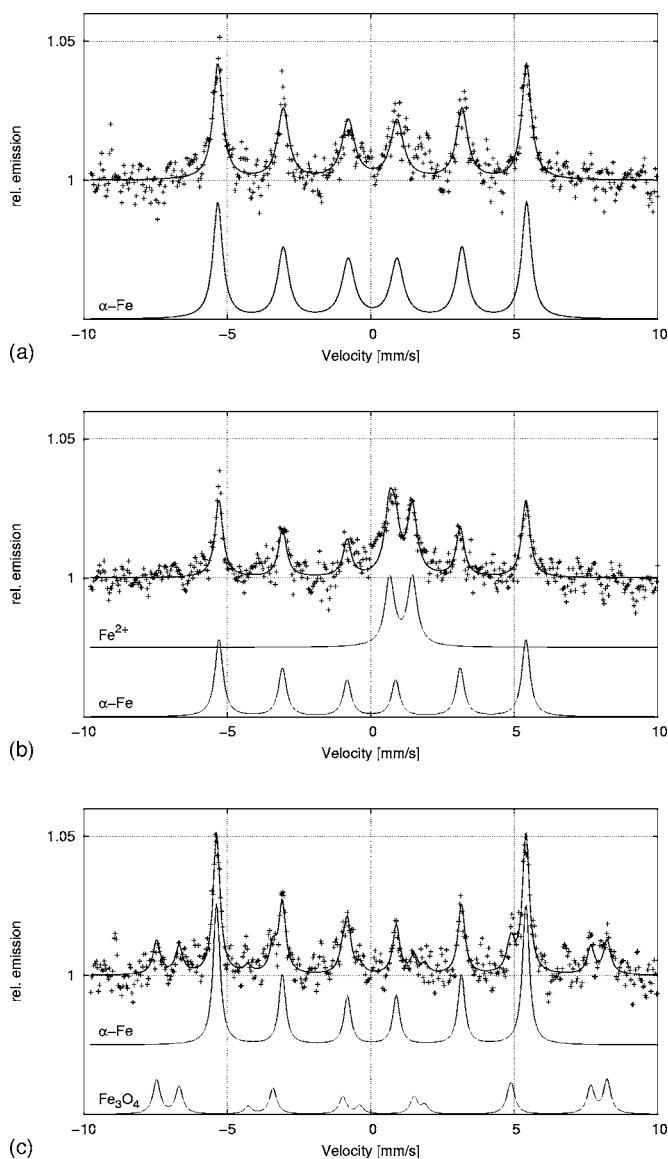 1.05
rel. emission
1
α–Fe
-10 -5 0 5 10
(a)
Velocity [mm/s]
1.05
rel. emission
1
Fe2+
α–Fe
-10 -5 0 5 10
(b)
Velocity [mm/s]
1.05
rel. emission
1
α–Fe
Fe3O4
-10 -5 0 5 10
(c)
Velocity [mm/s]